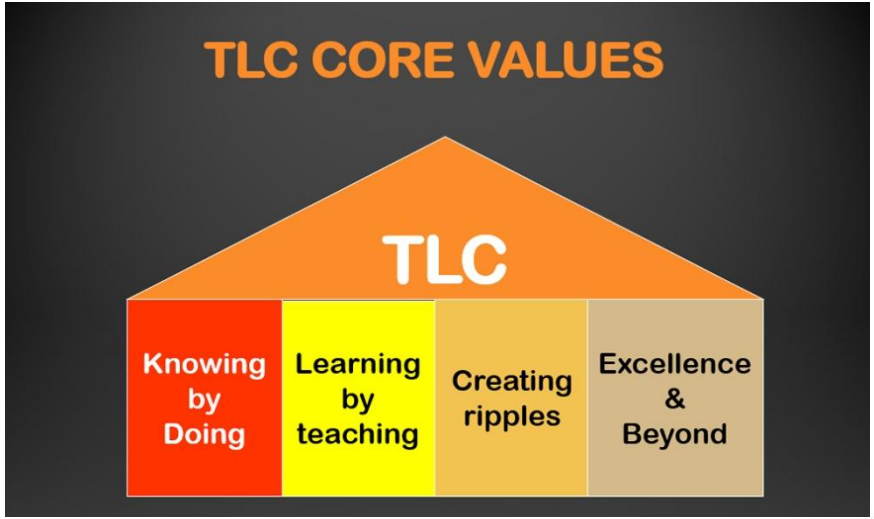 TLC CORE VALUES
TLC
Knowing
by
Doing
Learning
by
teaching
Creating
ripples
Excellence
&
Beyond